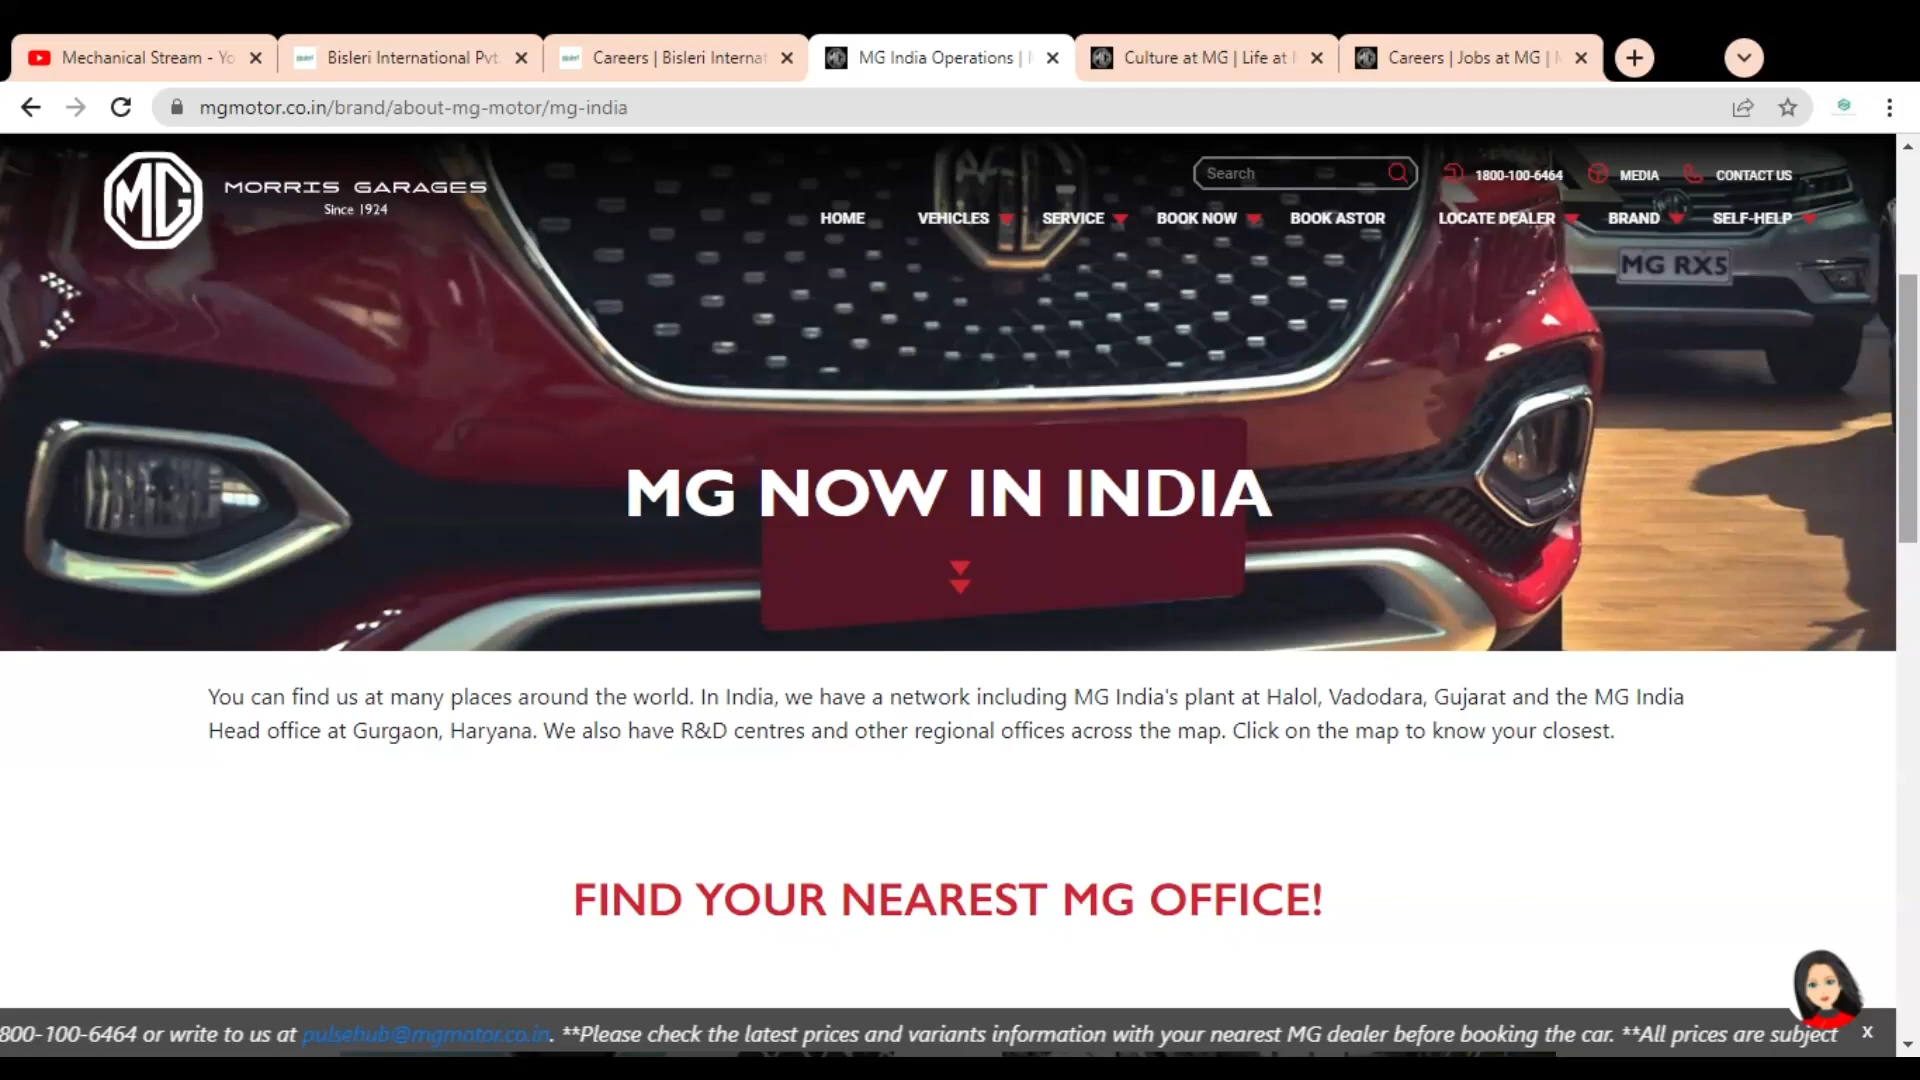 Mechanical Stream - Yo
Bisleri International Pvt.
Careers | Bisleri Internat
MG India Operations |
Culture at MG | Life at
Careers | Jobs at MG |
mgmotor.co.in/brand/about-mg-motor/mg-india
MG
MORRIS GARAGES
Since 1924
Search
1800-100-6464
MEDIA
CONTACT US
HOME
VEHICLES
SERVICE
BOOK NOW
BOOK ASTOR
LOCATE DEALER
BRAND
SELF-HELP
MG RX5
MG NOW IN INDIA
You can find us at many places around the world. In India, we have a network including MG India's plant at Halol, Vadodara, Gujarat and the MG India
Head office at Gurgaon, Haryana. We also have R&D centres and other regional offices across the map. Click on the map to know your closest.
FIND YOUR NEAREST MG OFFICE!
800-100-6464 or write to us at pulsehub@mgmotor.co.in. **Please check the latest prices and variants information with your nearest MG dealer before booking the car. **All prices are subject
x